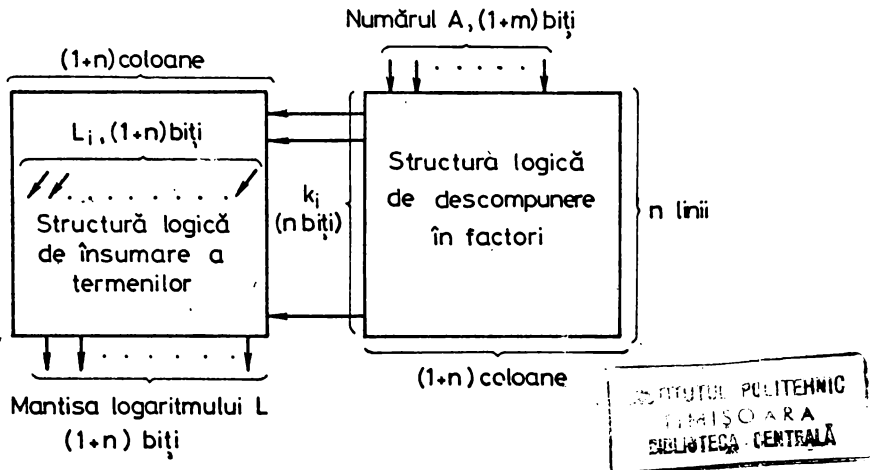 Numărul A, (1+m) biți
(1+n) coloane
Li, (1+n) biți
Structură logică
de însumare a
termenilor
ki
(n biți)
Structură logică
de descompunere
în factori
n linii
(1+n) coloane
Mantisa logaritmului L
(1+n) biți
POLITEHNIC
TIMIȘOARA
BIBLIOTECA CENTRALĂ